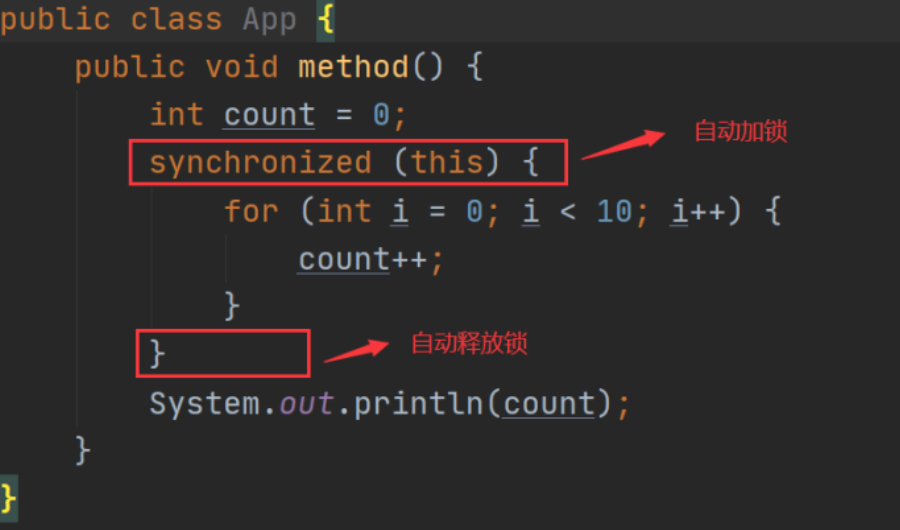 public class App {
public void method() {
int count = 0;
synchronized (this) {
自动加锁
for (int i = 0; i < 10; i++) {
count++;
}
}
自动释放锁
System.out.println(count);
}
}